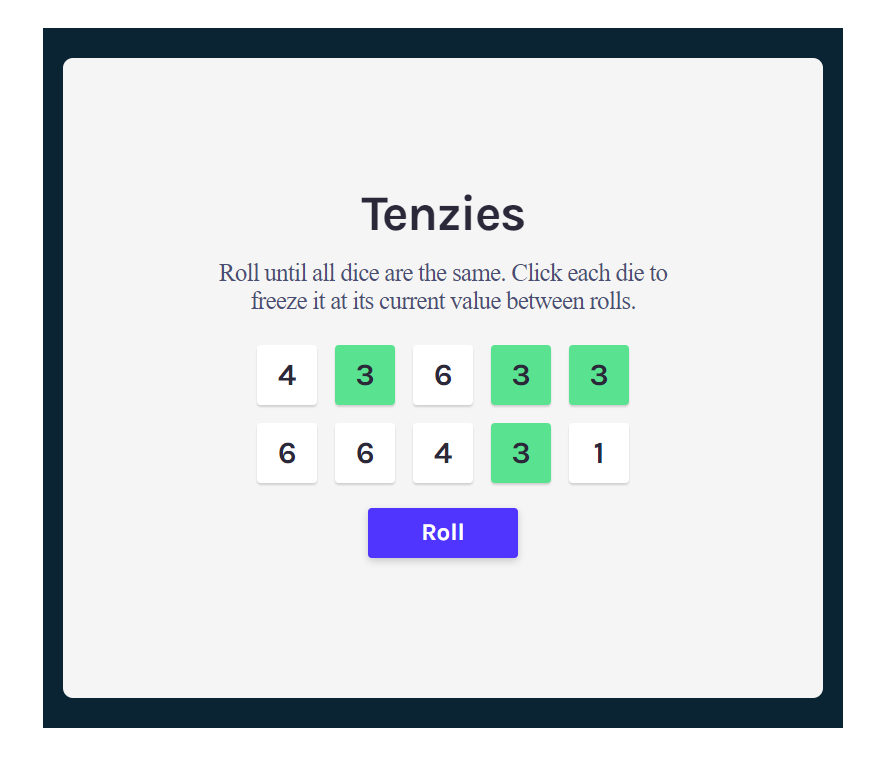 Tenzies
Roll until all dice are the same. Click each die to
freeze it at its current value between rolls.
4 3 6 3 3
6 6 4 3 1
Roll